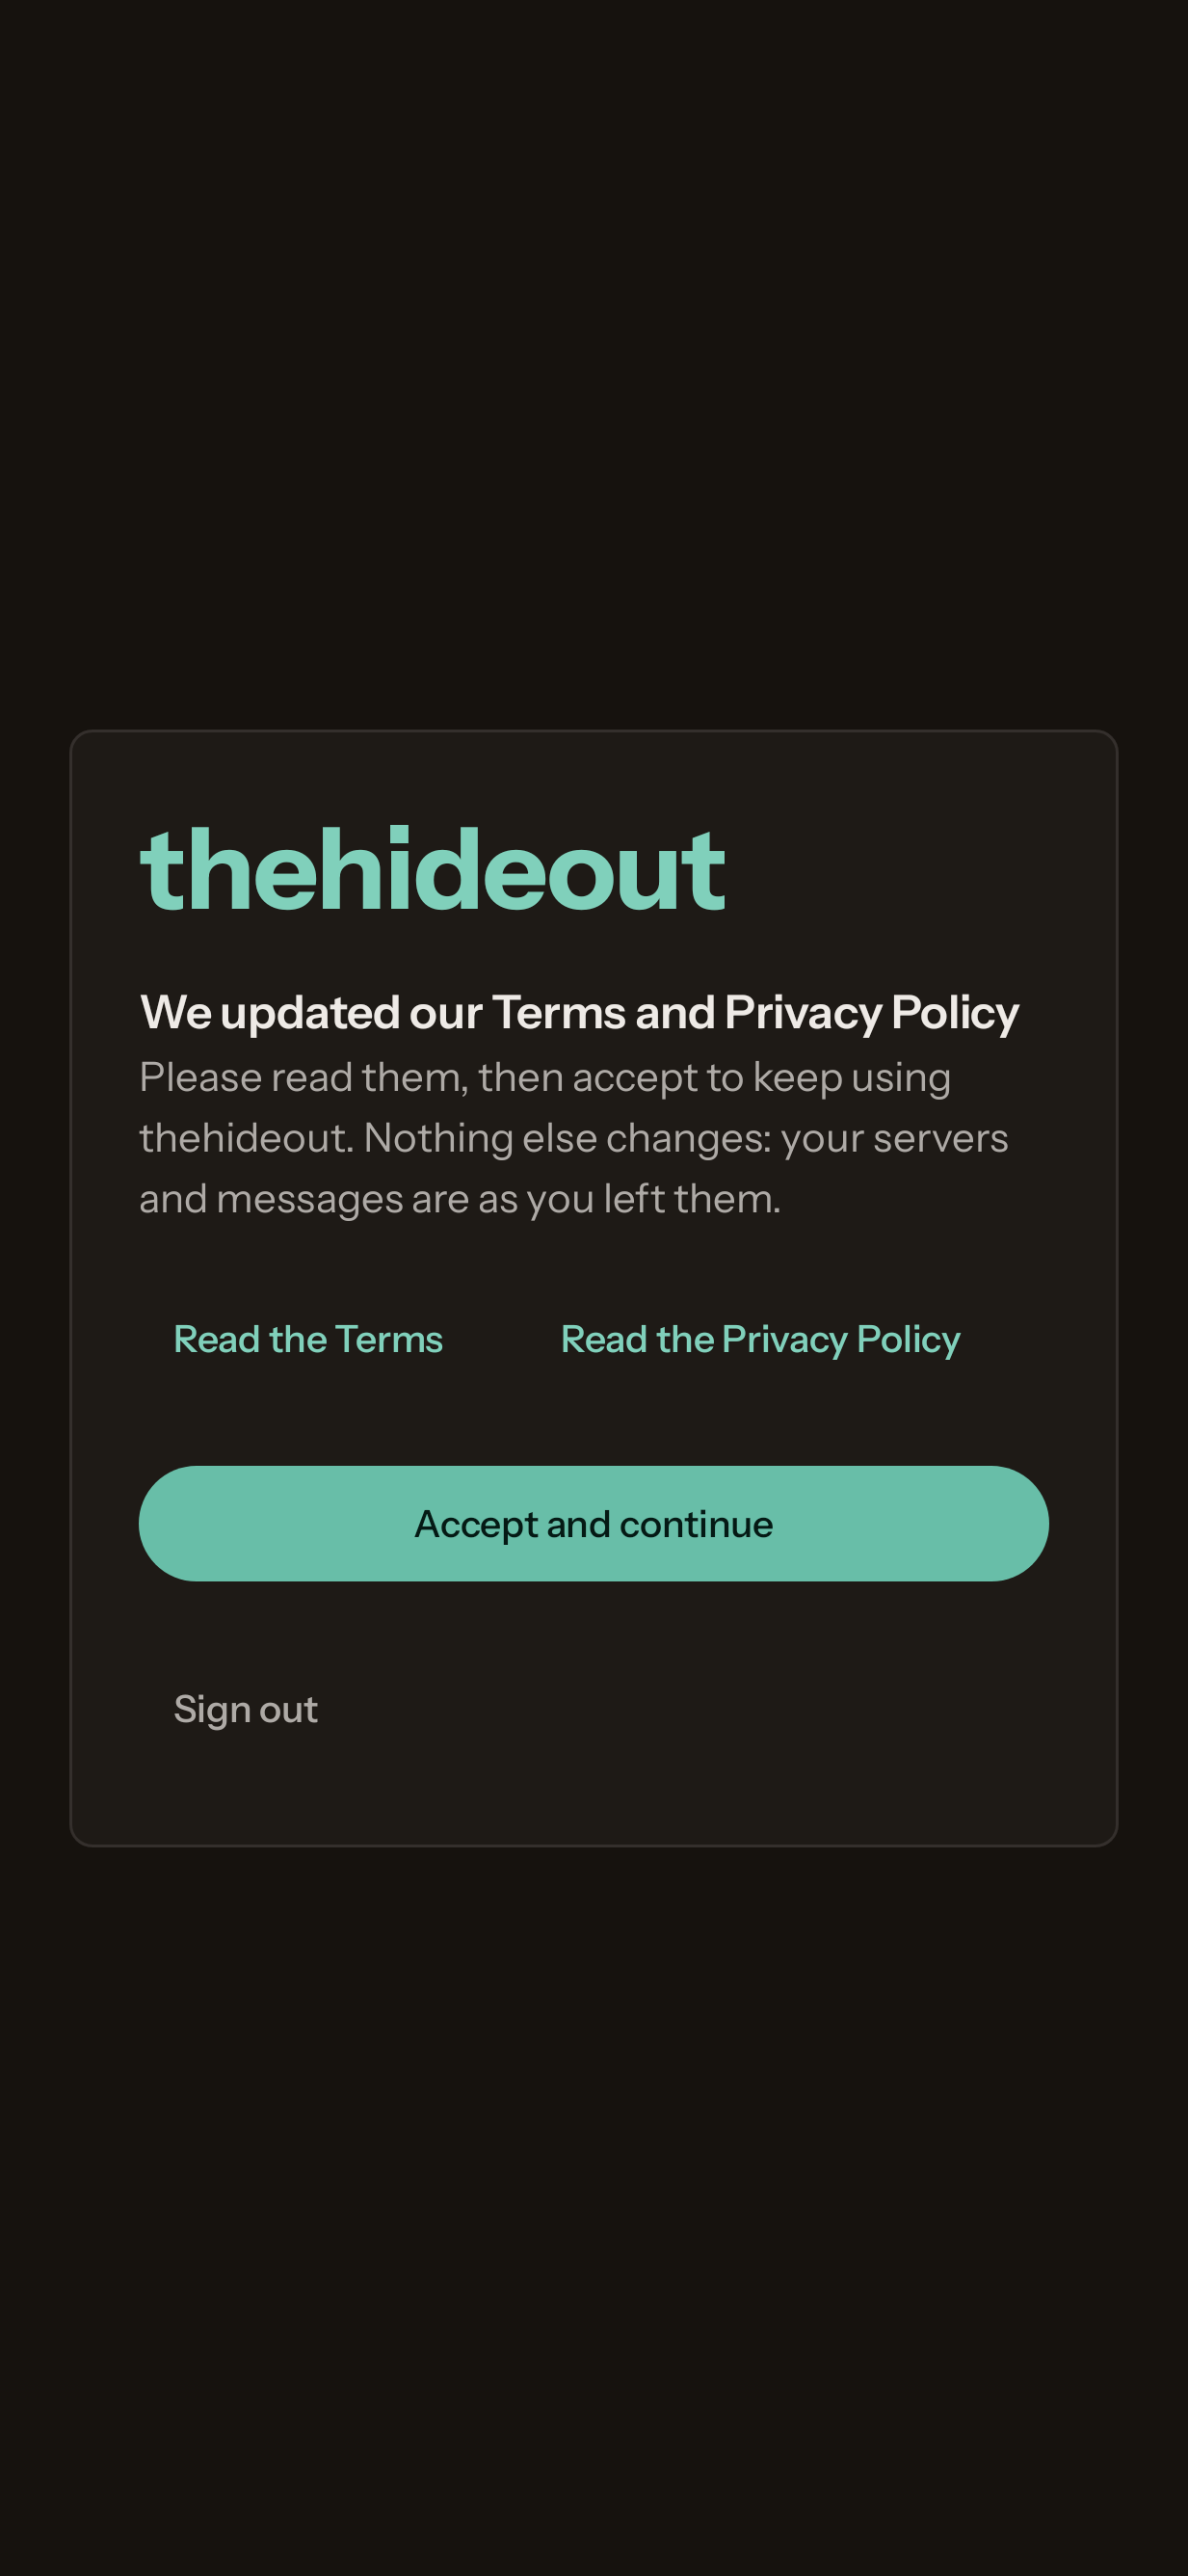 thehideout
We updated our Terms and Privacy Policy
Please read them, then accept to keep using
thehideout. Nothing else changes: your servers
and messages are as you left them.
Read the Terms
Read the Privacy Policy
Accept and continue
Sign out